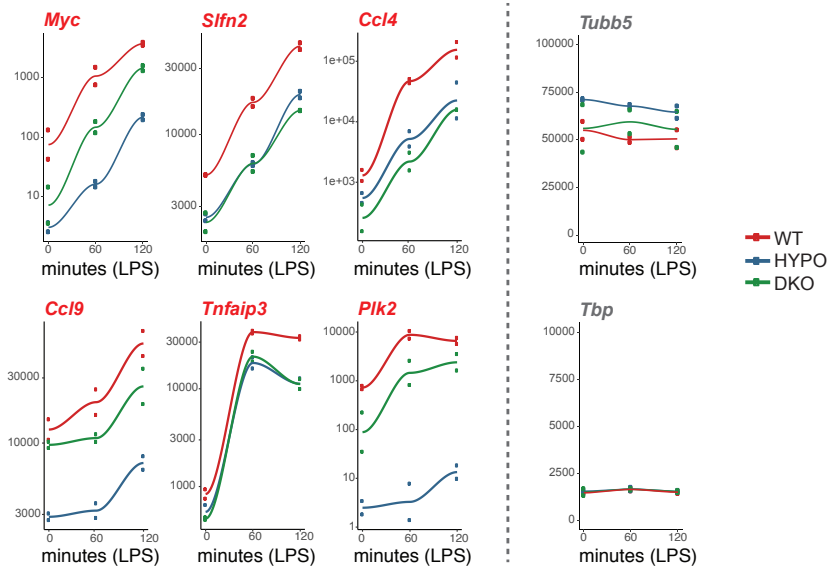 Myc
1000
100
10
0 60 120
minutes (LPS)
Slfn2
30000
10000
3000
0 60 120
minutes (LPS)
Ccl4
1e+05
1e+04
1e+03
0 60 120
minutes (LPS)
Tubb5
100000
75000
50000
25000
0
0 60 120
minutes (LPS)
WT
HYPO
DKO
Ccl9
30000
10000
3000
0 60 120
minutes (LPS)
Tnfaip3
30000
10000
3000
1000
0 60 120
minutes (LPS)
Plk2
10000
1000
100
10
1
0 60 120
minutes (LPS)
Tbp
10000
7500
5000
2500
0
0 60 120
minutes (LPS)